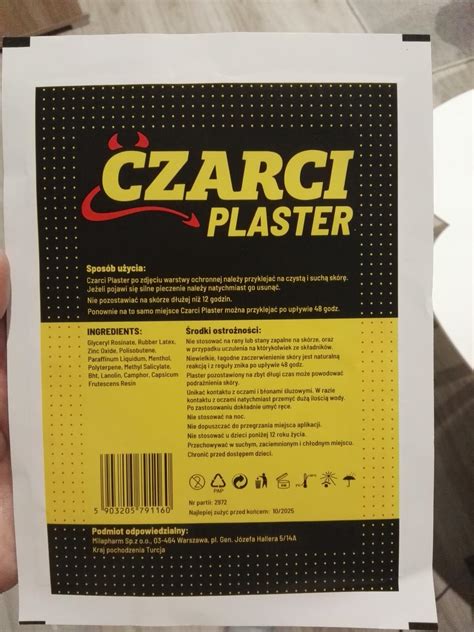 CZARCI
PLASTER
Sposób użycia:
Czarci Plaster po zdjęciu warstwy ochronnej należy przyklejać na czystą i suchą skórę.
Jeżeli pojawi się silne pieczenie należy natychmiast go usunąć.
Nie pozostawiać na skórze dłużej niż 12 godzin.
Ponownie na to samo miejsce Czarci Plaster można przyklejać po upływie 48 godz.
INGREDIENTS:
Glyceryl Rosinate, Rubber Latex,
Zinc Oxide, Polisobutene,
Paraffinum Liquidum, Menthol,
Polyterpene, Methyl Salicylate,
Bht, Lanolin, Camphor, Capsicum
Frutescens Resin
Środki ostrożności:
Nie stosować na rany lub stany zapalne na skórze, oraz
w przypadku uczulenia na którykolwiek ze składników.
Niewielkie, łagodne zaczerwienienie skóry jest naturalną
reakcją i z reguły znika po upływie 48 godzin.
Plaster pozostawiony na zbyt długi czas może powodować
podrażnienia skóry.
Unikać kontaktu z oczami i błonami śluzowymi. W razie
kontaktu z oczami natychmiast przemyć dużą ilością wody.
Po zastosowaniu dokładnie umyć ręce.
Nie stosować na noc.
Nie dopuszczać do przegrzania miejsca aplikacji.
Nie stosować u dzieci poniżej 12 roku życia.
Przechowywać w suchym, zaciemnionym i chłodnym miejscu.
Chronić przed dostępem dzieci.
PAP
5 903205 791160
Nr partii: 2972
Najlepiej zużyć przed końcem: 10/2025
Podmiot odpowiedzialny:
Milapharm Sp.z o.o., 03-464 Warszawa, pl. Gen. Józefa Hallera 5/14A
Kraj pochodzenia Turcja